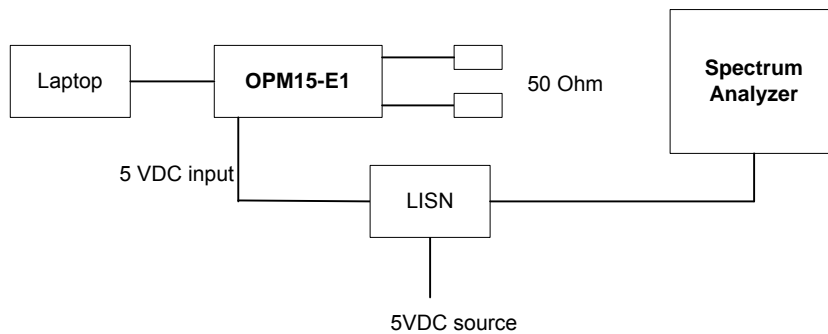 Laptop
OPM15-E1
50 Ohm
Spectrum
Analyzer
5 VDC input
LISN
5VDC source